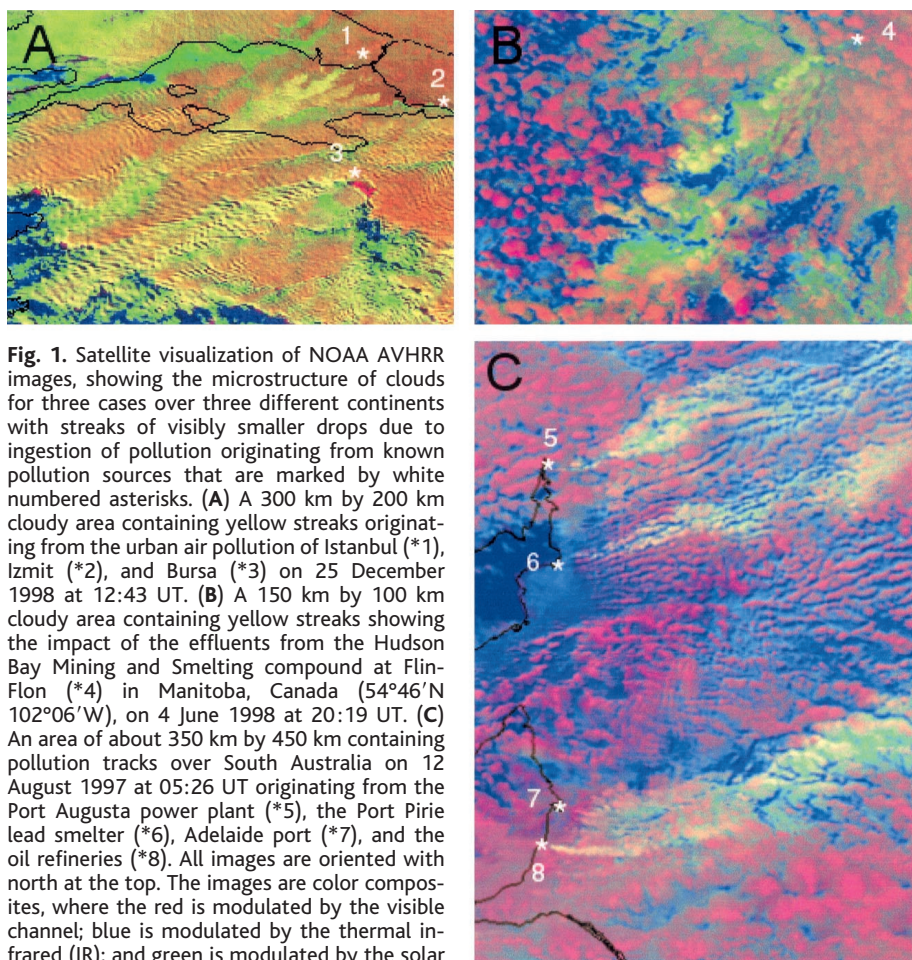 A
1
2
3
B
4
Fig. 1. Satellite visualization of NOAA AVHRR
images, showing the microstructure of clouds
for three cases over three different continents
with streaks of visibly smaller drops due to
ingestion of pollution originating from known
pollution sources that are marked by white
numbered asterisks. (A) A 300 km by 200 km
cloudy area containing yellow streaks originat-
ing from the urban air pollution of Istanbul (*1),
Izmit (*2), and Bursa (*3) on 25 December
1998 at 12:43 UT. (B) A 150 km by 100 km
cloudy area containing yellow streaks showing
the impact of the effluents from the Hudson
Bay Mining and Smelting compound at Flin-
Flon (*4) in Manitoba, Canada (54°46′N
102°06′W), on 4 June 1998 at 20:19 UT. (C)
An area of about 350 km by 450 km containing
pollution tracks over South Australia on 12
August 1997 at 05:26 UT originating from the
Port Augusta power plant (*5), the Port Pirie
lead smelter (*6), Adelaide port (*7), and the
oil refineries (*8). All images are oriented with
north at the top. The images are color compos-
ites, where the red is modulated by the visible
channel; blue is modulated by the thermal in-
frared (IR); and green is modulated by the solar
C
5
6
7
8